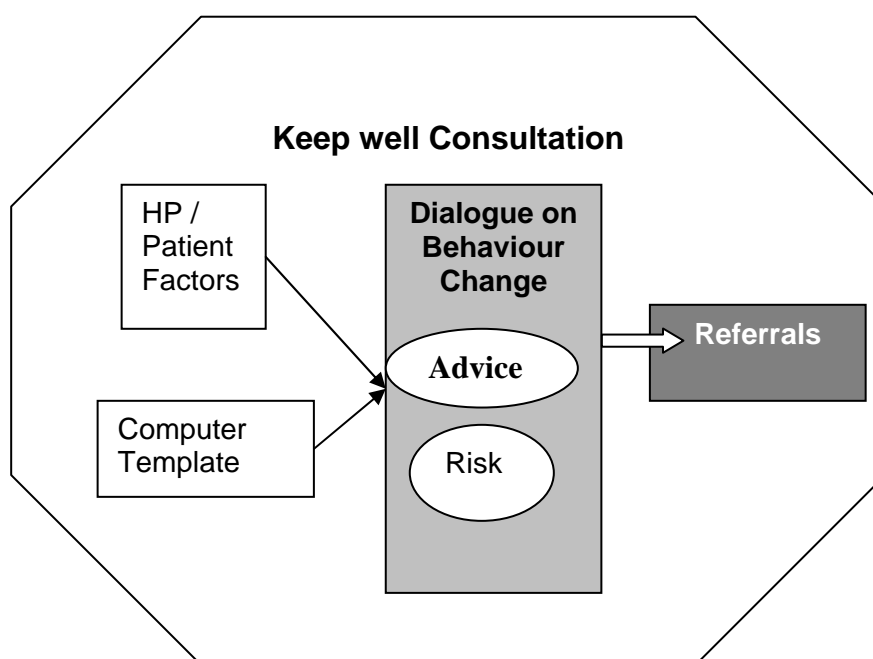 Keep well Consultation
HP /
Patient
Factors
Computer
Template
Dialogue on
Behaviour
Change
Advice
Risk
Referrals